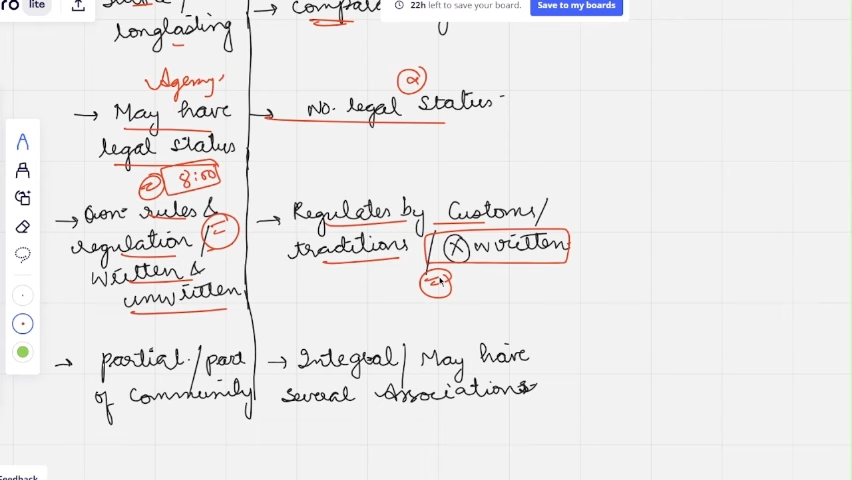 ro lite
22h left to save your board.
Save to my boards
longlasting
Agency
→ May have
legal status
8:00
→ Own rules &
regulation /
written &
unwritten
→ partial / part
of community
→ No. legal status
→ Regulates by Customs/
traditions / X written
→ Integral / May have
several Associations
Feedback